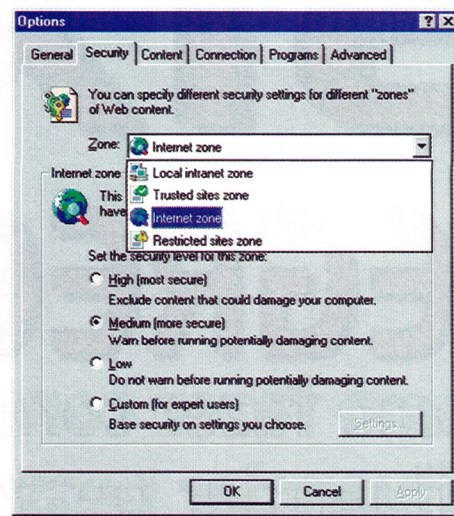 Options
General Security Content Connection Programs Advanced
You can specify different security settings for different "zones"
of Web content.
Zone: Internet zone
Local intranet zone
Internet zone
Trusted sites zone
This
have
Internet zone
Restricted sites zone
Set the security level for this zone:
High (most secure)
Exclude content that could damage your computer.
Medium (more secure)
Warn before running potentially damaging content.
Low
Do not warn before running potentially damaging content.
Custom (for expert users)
Base security on settings you choose.
Settings...
OK Cancel Apply